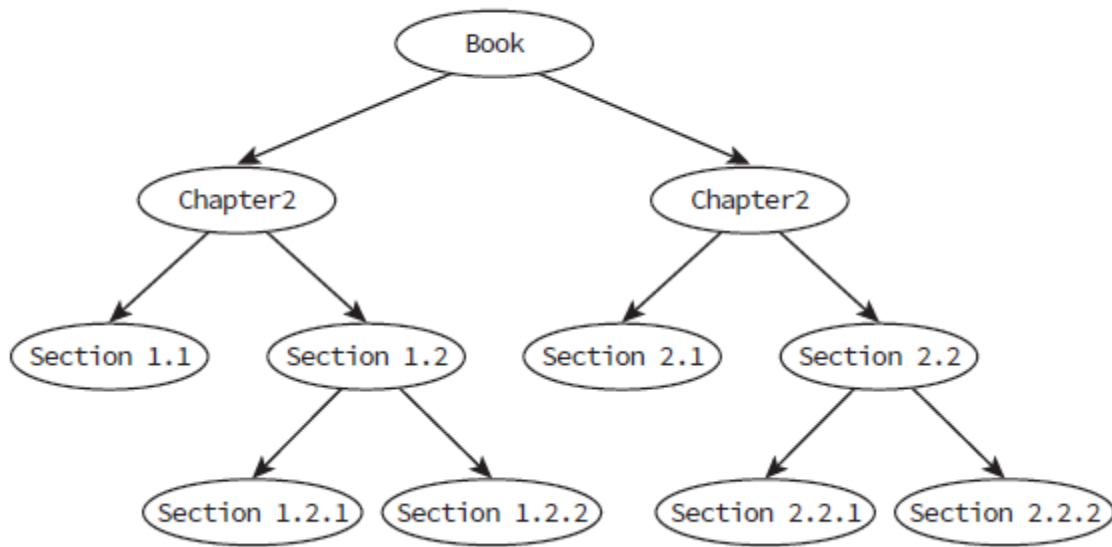 Book
Chapter2 Chapter2
Section 1.1 Section 1.2 Section 2.1 Section 2.2
Section 1.2.1 Section 1.2.2 Section 2.2.1 Section 2.2.2